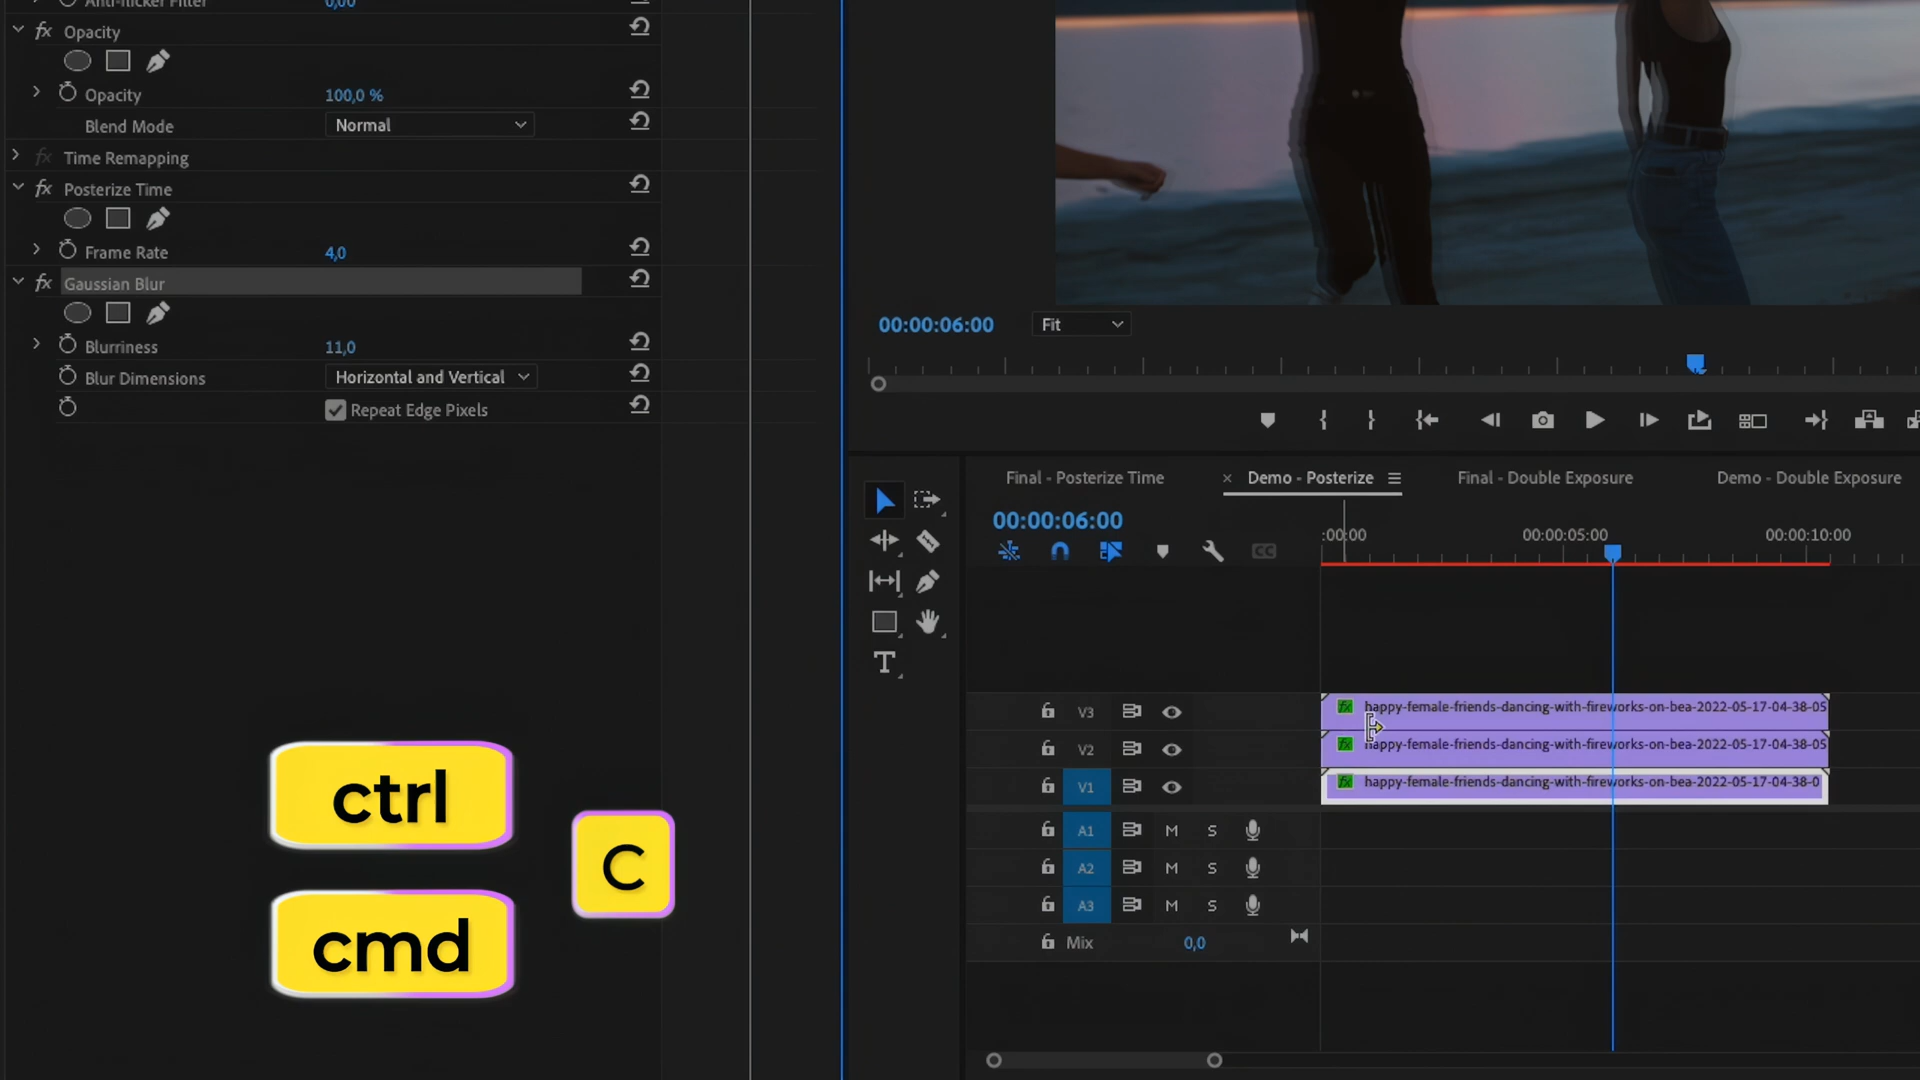 Anti-flicker Filter
0,00
Opacity
Opacity
100,0 %
Blend Mode
Normal
Time Remapping
Posterize Time
Frame Rate
4,0
Gaussian Blur
Blurriness
11,0
Blur Dimensions
Horizontal and Vertical
Repeat Edge Pixels
ctrl
cmd
C
00:00:06:00
Fit
Final - Posterize Time
Demo - Posterize
Final - Double Exposure
Demo - Double Exposure
00:00:06:00
CC
:00:00
00:00:05:00
00:00:10:00
V3
happy-female-friends-dancing-with-fireworks-on-bea-2022-05-17-04-38-05
V2
happy-female-friends-dancing-with-fireworks-on-bea-2022-05-17-04-38-05
V1
happy-female-friends-dancing-with-fireworks-on-bea-2022-05-17-04-38-0
A1
M
S
A2
M
S
A3
M
S
Mix
0,0